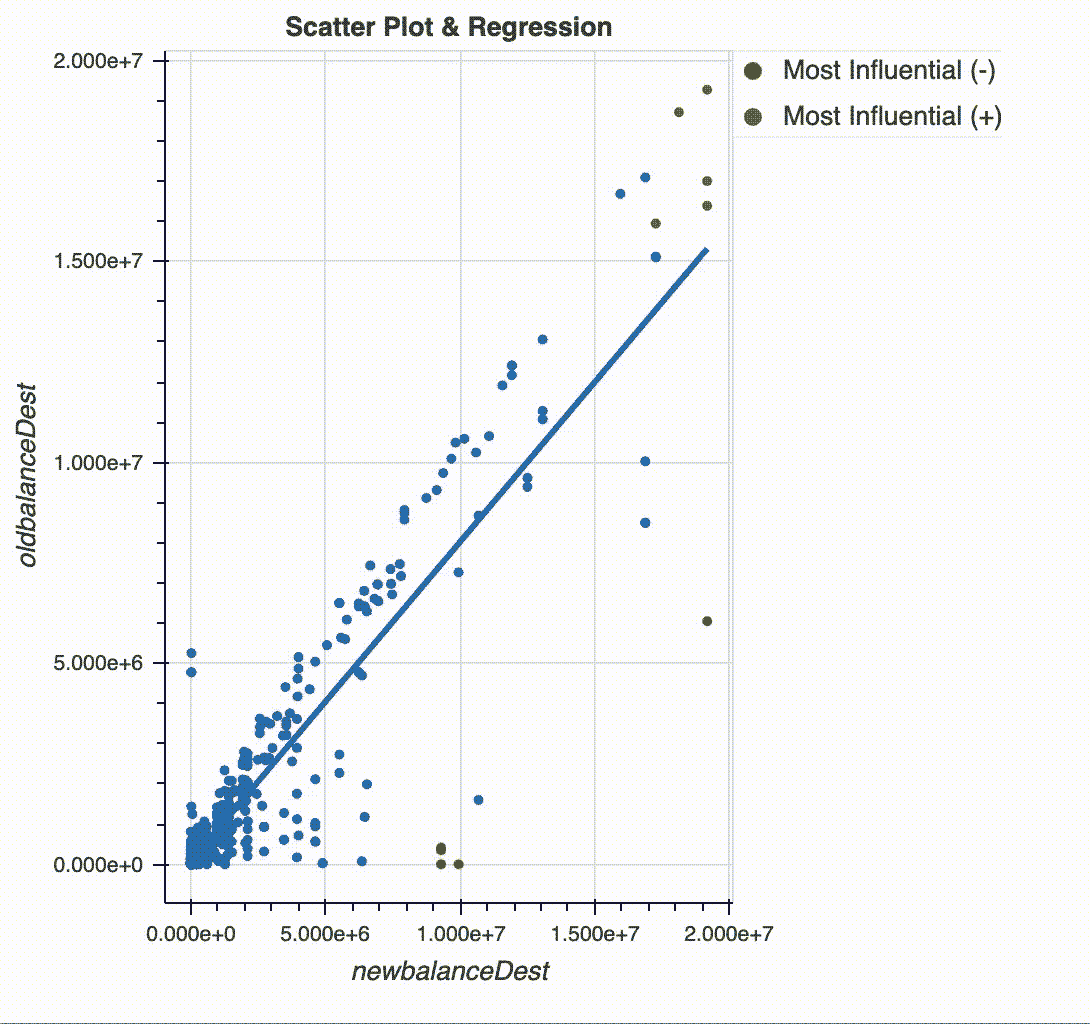 Scatter Plot & Regression
2.000e+7
1.500e+7
1.000e+7
5.000e+6
0.000e+0
oldbalanceDest
0.000e+0 5.000e+6 1.000e+7 1.500e+7 2.000e+7
newbalanceDest
Most Influential (-)
Most Influential (+)